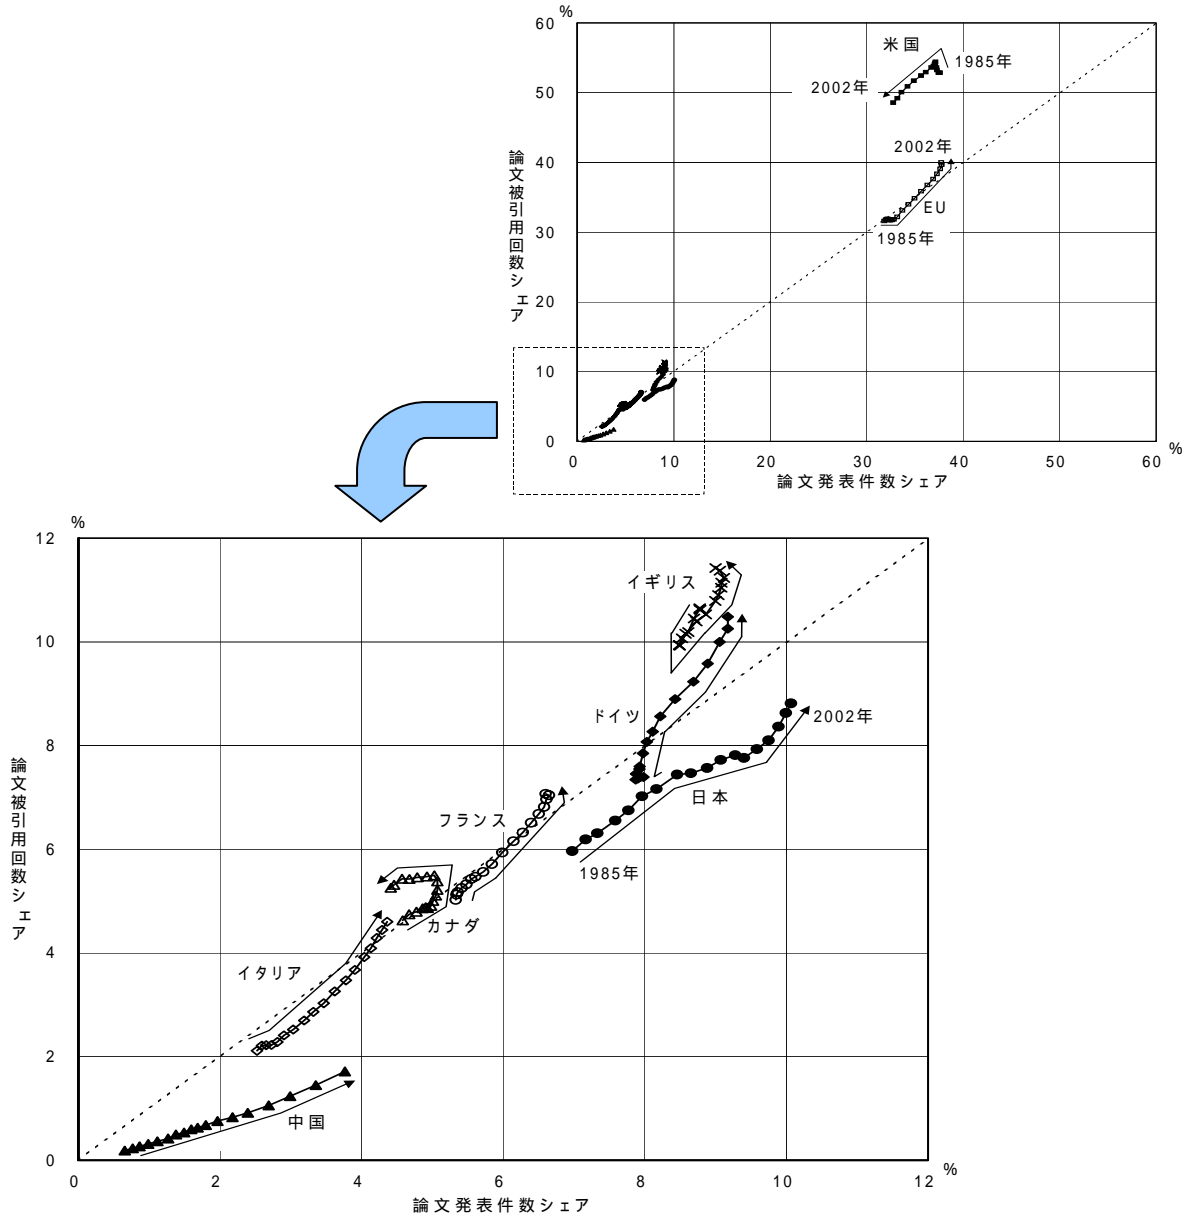 %
60
米国
1985年
2002年
50
2002年
40
EU
30
1985年
20
10
0
論文被引用回数シェア
0
10
20
30
40
50
60
%
論文発表件数シェア
%
12
イギリス
10
ドイツ
2002年
8
日本
フランス
6
1985年
カナダ
4
イタリア
2
中国
0
論文被引用回数シェア
0
2
4
6
8
10
12
%
論文発表件数シェア